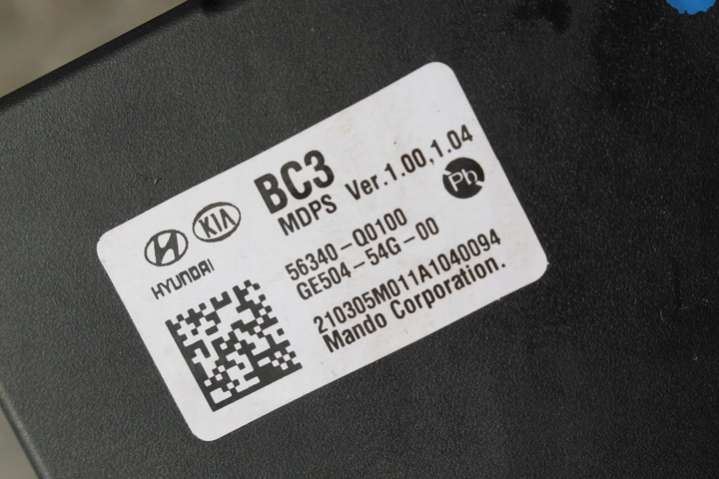 BC3
MDPS Ver.1.00,1.04
KIA
HYUNDAI
Pb
56340-Q0100
GE504-54G-00
210305M011A1040094
Mando Corporation.